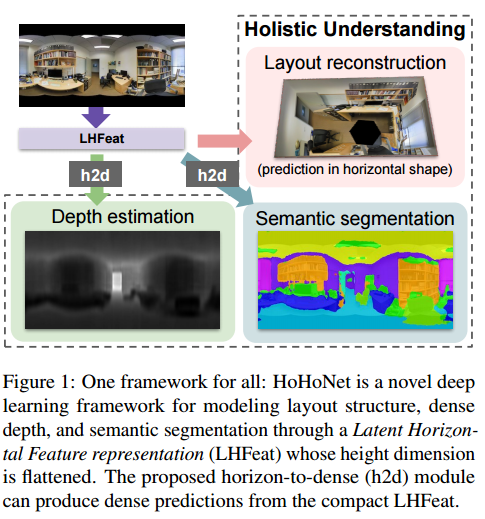 Holistic Understanding
Layout reconstruction
(prediction in horizontal shape)
LHFeat
h2d
h2d
Depth estimation
Semantic segmentation
Figure 1: One framework for all: HoHoNet is a novel deep
learning framework for modeling layout structure, dense
depth, and semantic segmentation through a Latent Horizon-
tal Feature representation (LHFeat) whose height dimension
is flattened. The proposed horizon-to-dense (h2d) module
can produce dense predictions from the compact LHFeat.